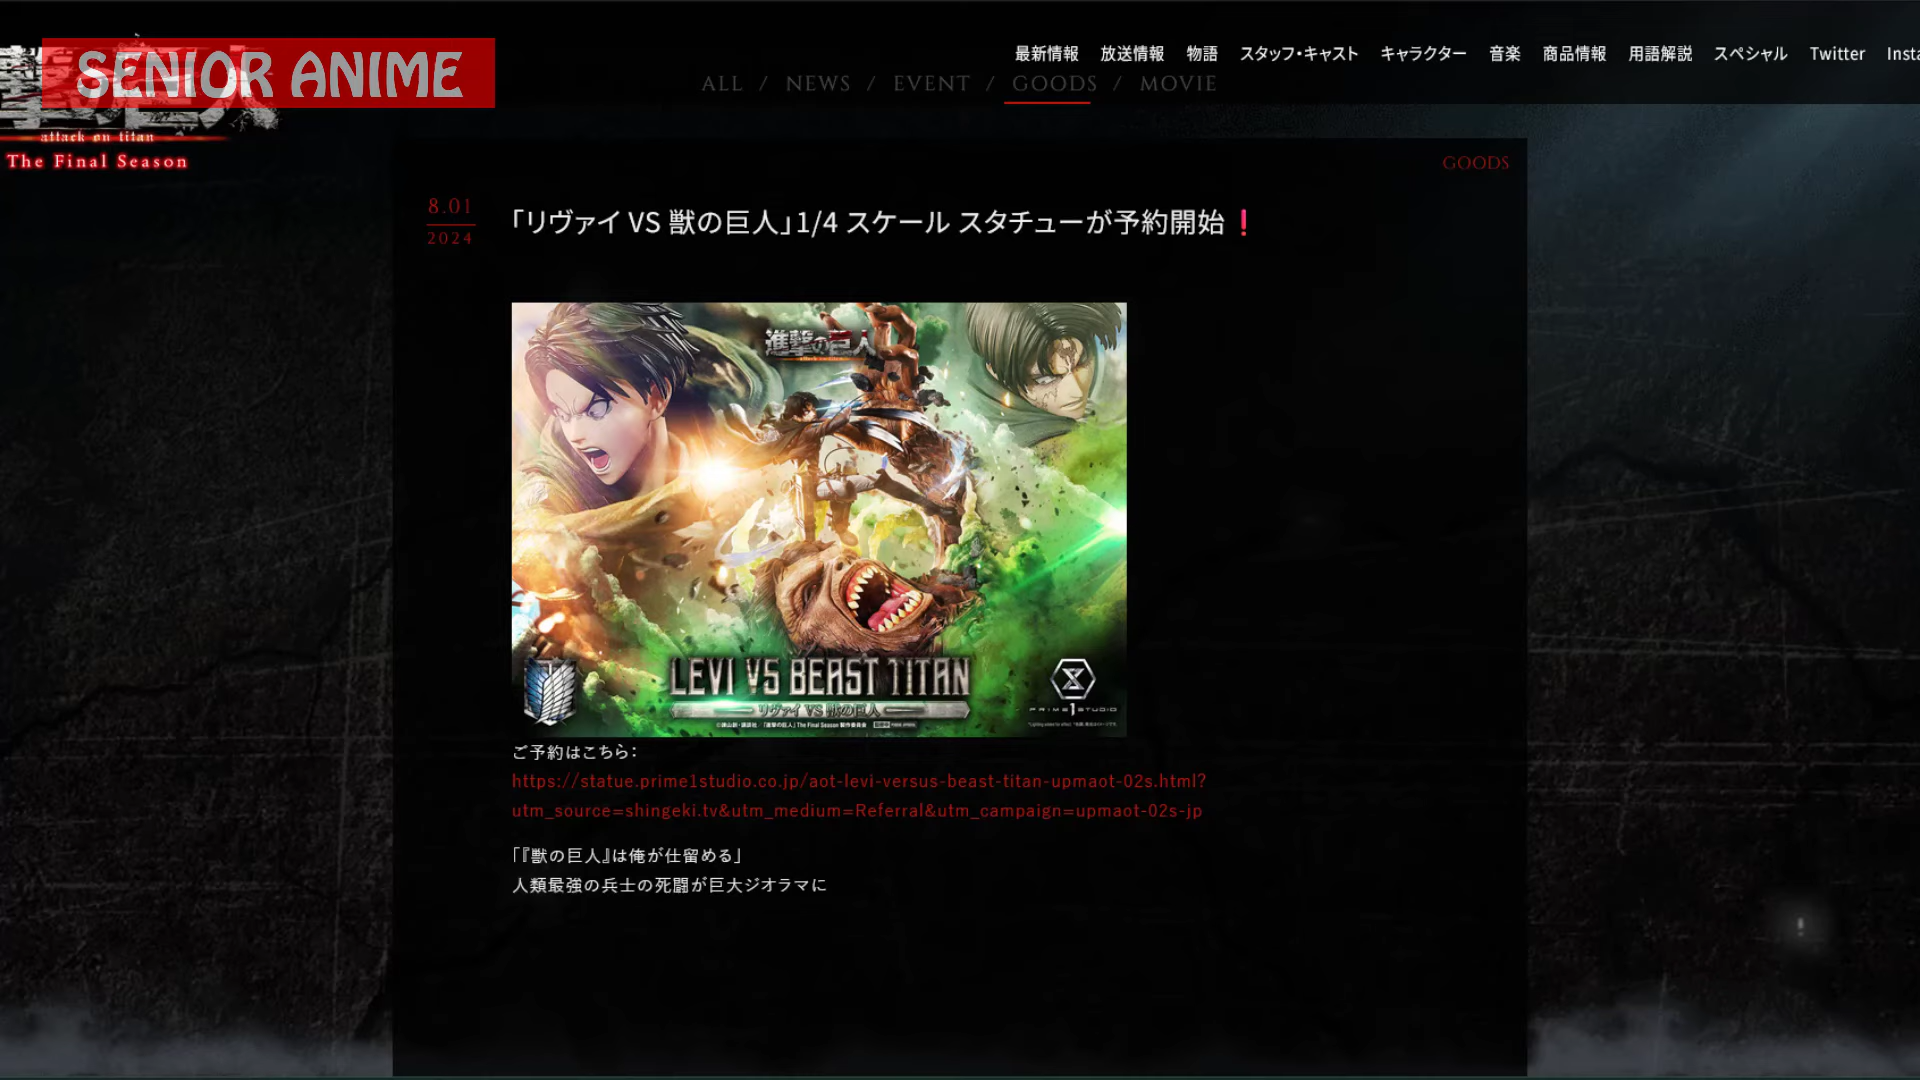 SENIOR ANIME
attack on titan
The Final Season
最新情報 放送情報 物語 スタッフ・キャスト キャラクター 音楽 商品情報 用語解説 スペシャル Twitter Insta
ALL / NEWS / EVENT / GOODS / MOVIE
GOODS
8.01
2024
「リヴァイ VS 獣の巨人」1/4 スケール スタチューが予約開始❗
進撃の巨人
LEVI VS BEAST TITAN
リヴァイ VS 獣の巨人
PRIME 1 STUDIO
ご予約はこちら：
https://statue.prime1studio.co.jp/aot-levi-versus-beast-titan-upmaot-02s.html?
utm_source=shingeki.tv&utm_medium=Referral&utm_campaign=upmaot-02s-jp
「『獣の巨人』は俺が仕留める」
人類最強の兵士の死闘が巨大ジオラマに